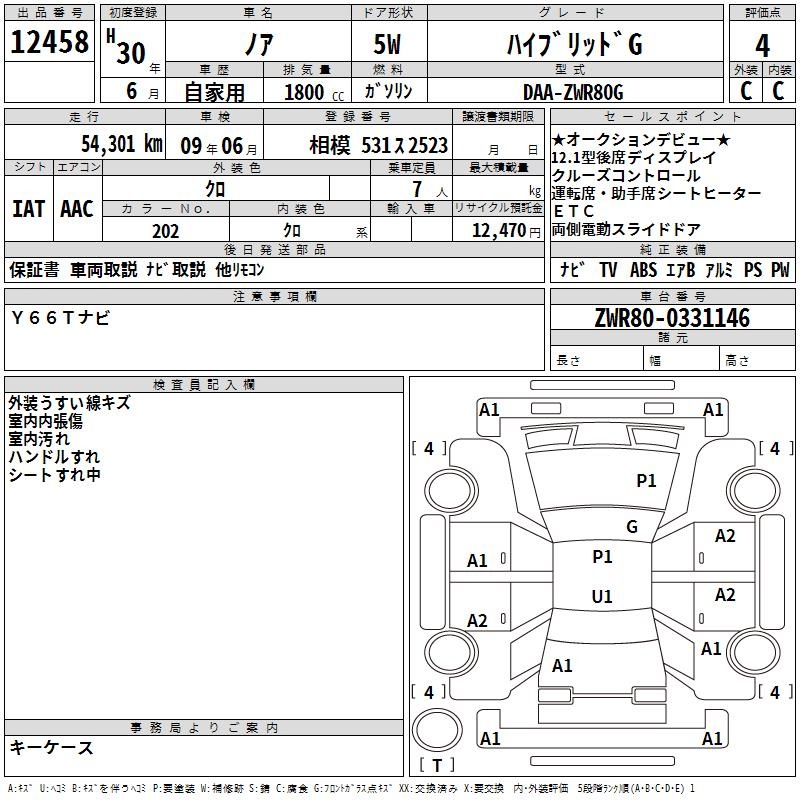 出品番号 初度登録 車名 ドア形状 グレード 評価点
12458 H30年 ノア 5W ハイブリッドG 4
車歴 排気量 燃料 型式 外装 内装
6月 自家用 1800 CC ガソリン DAA-ZWR80G C C
走行 車検 登録番号 譲渡書類期限 セールスポイント
54,301 km 09年06月 相模 531ス2523 月 日
★オークションデビュー★
12.1型後席ディスプレイ
クルーズコントロール
運転席・助手席シートヒーター
ＥＴＣ
両側電動スライドドア
シフト エアコン 外装色 乗車定員 最大積載量
IAT AAC クロ 7人 kg
カラーNo. 内装色 輸入車 リサイクル預託金
202 クロ 系 12,470円
後日発送部品 純正装備
保証書 車両取説 ナビ取説 他リモコン
ナビ TV ABS エアB アルミ PS PW
注意事項欄 車台番号
Ｙ６６Ｔナビ
ZWR80-0331146
諸元
長さ 幅 高さ
検査員記入欄
外装うすい線キズ
室内内張傷
室内汚れ
ハンドルすれ
シートすれ中
A1 A1
[ 4 ] [ 4 ]
P1
G
A1 P1 A2
U1
A2 A2
A1 A1
[ 4 ] [ 4 ]
A1 A1
[ T ]
事務局よりご案内
キーケース
A:キズ U:ヘコミ B:キズを伴うヘコミ P:要塗装 W:補修跡 S:錆 C:腐食 G:フロントガラス点キズ XX:交換済み X:要交換 内・外装評価 5段階ランク順(A・B・C・D・E) 1